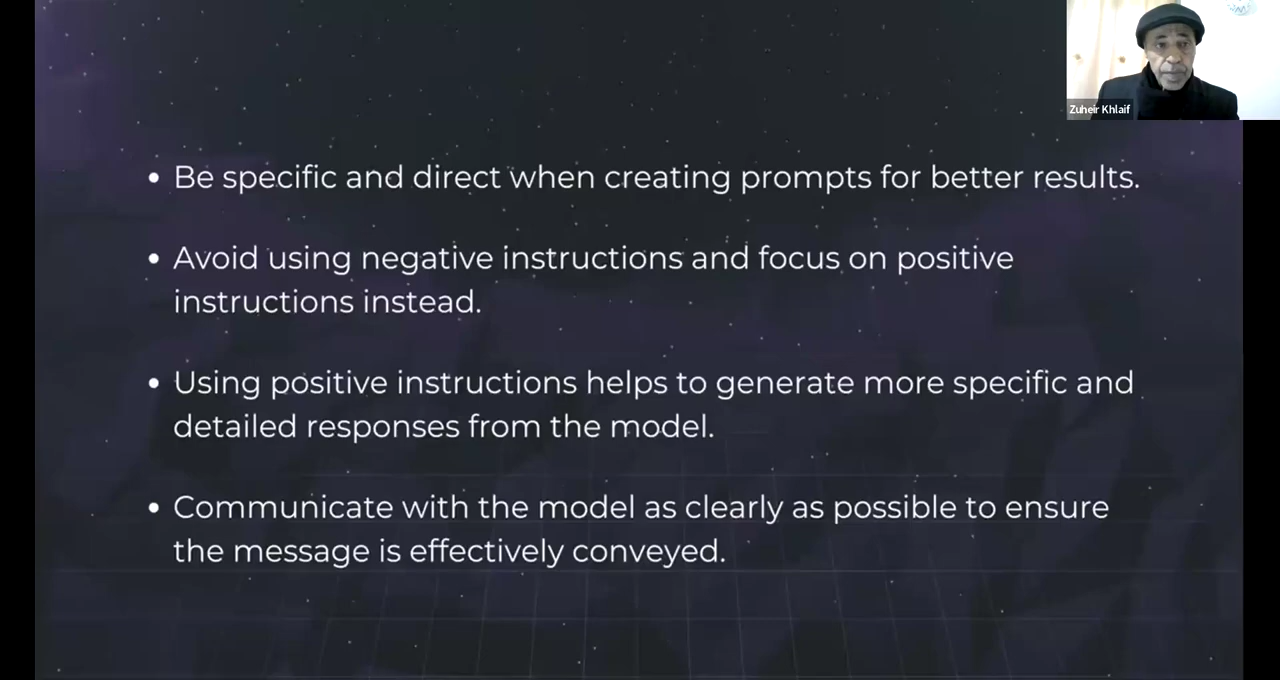 Zuheir Khlaif
• Be specific and direct when creating prompts for better results.
• Avoid using negative instructions and focus on positive
instructions instead.
• Using positive instructions helps to generate more specific and
detailed responses from the model.
• Communicate with the model as clearly as possible to ensure
the message is effectively conveyed.